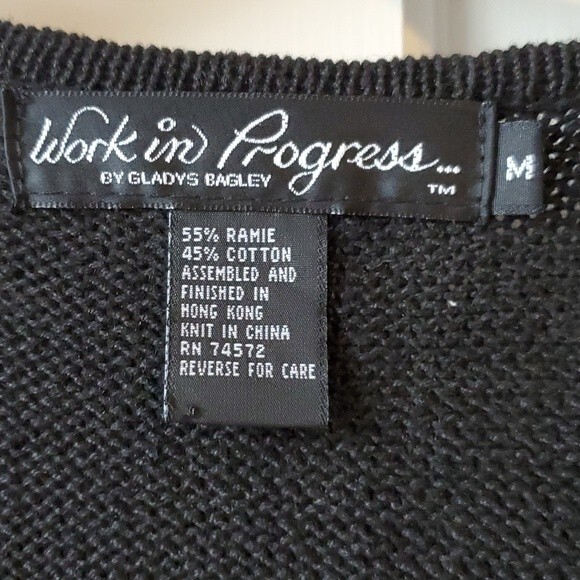 Work in Progress...
BY GLADYS BAGLEY
TM
M
55% RAMIE
45% COTTON
ASSEMBLED AND
FINISHED IN
HONG KONG
KNIT IN CHINA
RN 74572
REVERSE FOR CARE